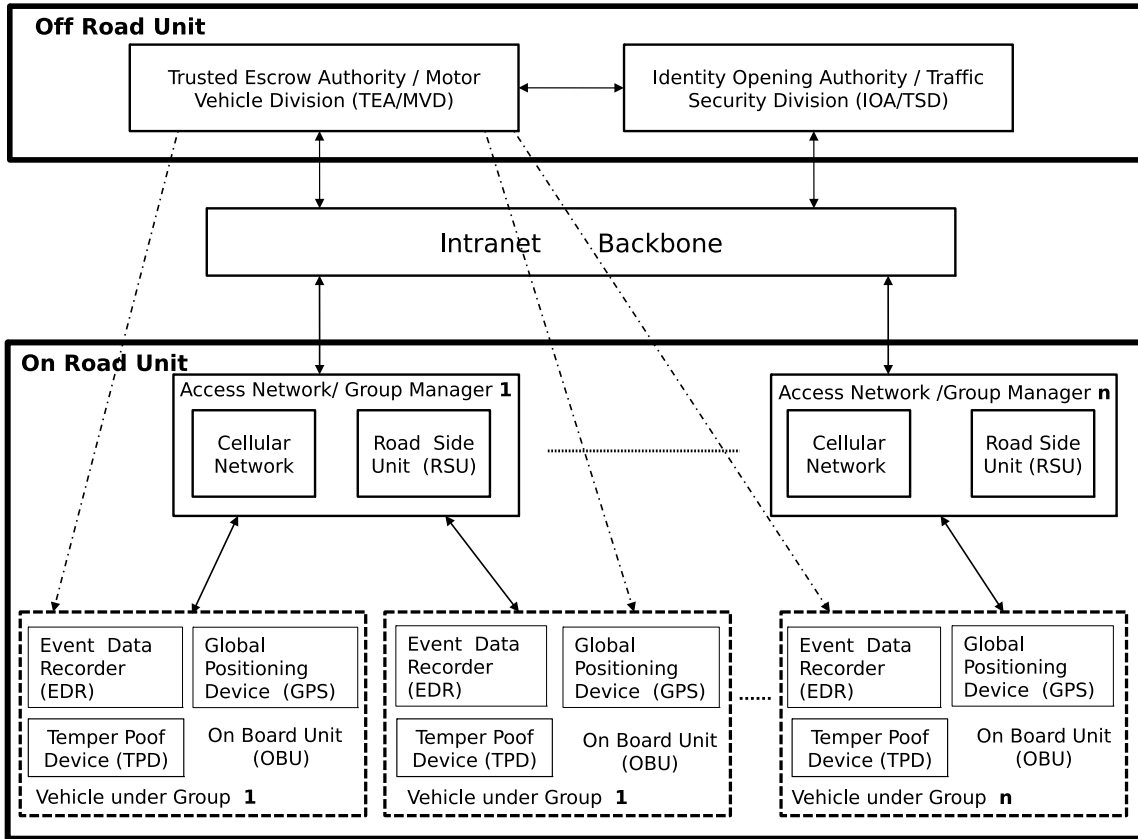 Off Road Unit
Trusted Escrow Authority / Motor
Vehicle Division (TEA/MVD)
Identity Opening Authority / Traffic
Security Division (IOA/TSD)
Intranet Backbone
On Road Unit
Access Network/ Group Manager 1
Cellular
Network
Road Side
Unit (RSU)
Access Network /Group Manager n
Cellular
Network
Road Side
Unit (RSU)
Event Data
Recorder
(EDR)
Global
Positioning
Device (GPS)
Temper Poof
Device (TPD)
On Board Unit
(OBU)
Vehicle under Group 1
Event Data
Recorder
(EDR)
Global
Positioning
Device (GPS)
Temper Poof
Device (TPD)
On Board Unit
(OBU)
Vehicle under Group 1
Event Data
Recorder
(EDR)
Global
Positioning
Device (GPS)
Temper Poof
Device (TPD)
On Board Unit
(OBU)
Vehicle under Group n